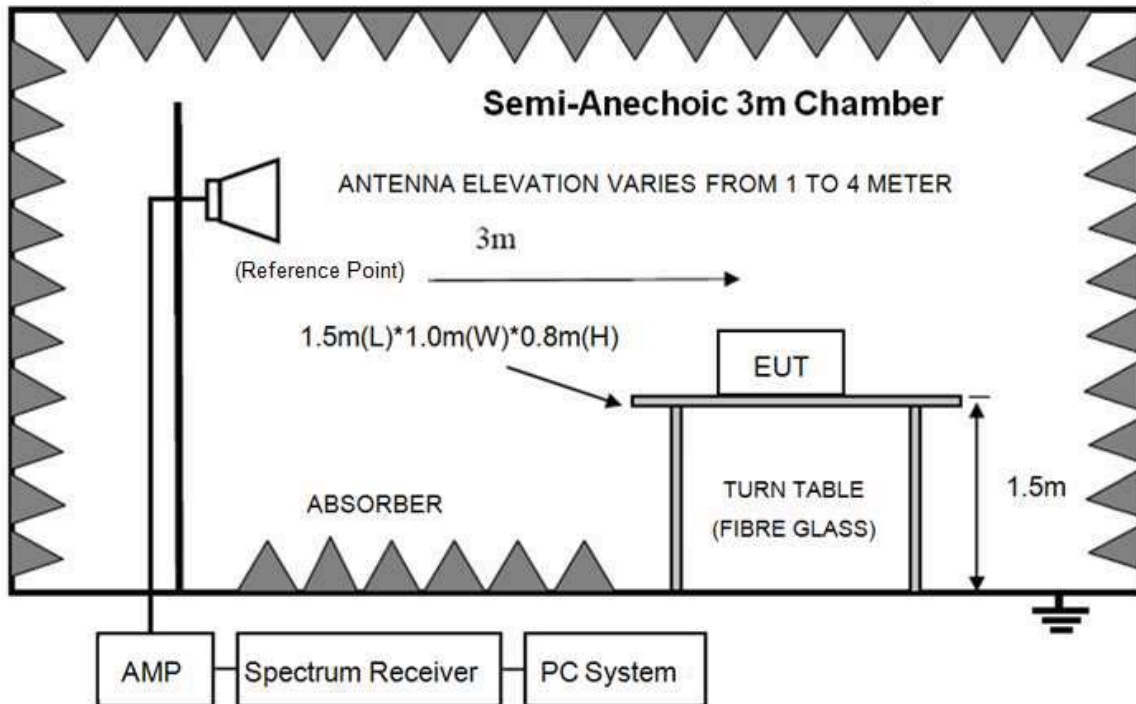 Semi-Anechoic 3m Chamber
ANTENNA ELEVATION VARIES FROM 1 TO 4 METER
3m
(Reference Point)
1.5m(L)*1.0m(W)*0.8m(H)
EUT
1.5m
ABSORBER
TURN TABLE
(FIBRE GLASS)
AMP
Spectrum Receiver
PC System